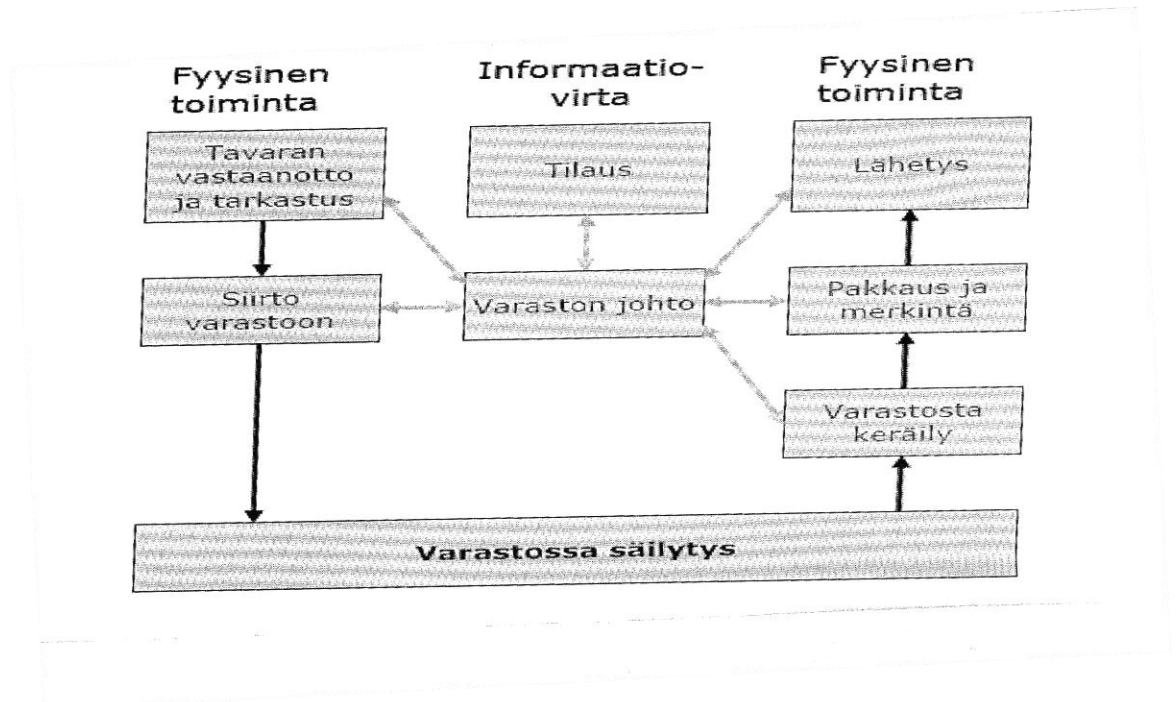 Fyysinen
toiminta
Informaatio-
virta
Fyysinen
toiminta
Tavaran
vastaanotto
ja tarkastus
Tilaus
Lähetys
Siirto
varastoon
Varaston johto
Pakkaus ja
merkintä
Varastosta
keräily
Varastossa säilytys